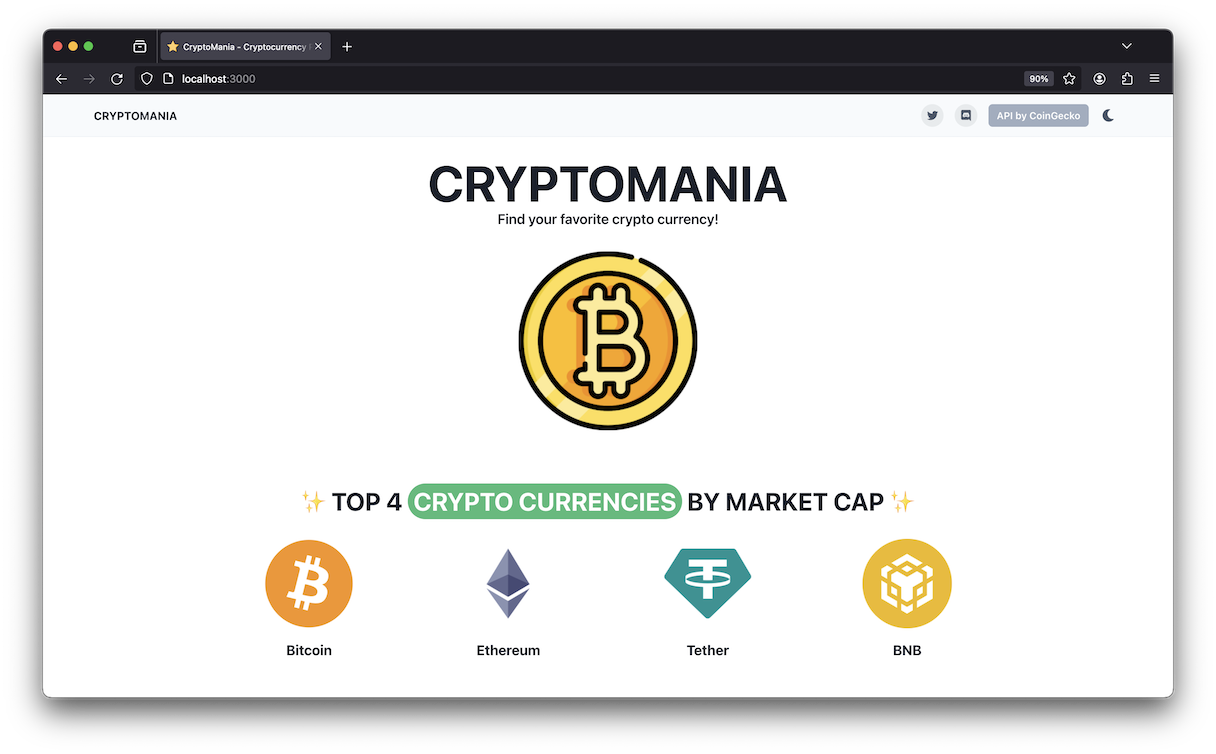 CryptoMania - Cryptocurrency
localhost:3000
90%
CRYPTOMANIA
API by CoinGecko
CRYPTOMANIA
Find your favorite crypto currency!
✨ TOP 4 CRYPTO CURRENCIES BY MARKET CAP ✨
Bitcoin
Ethereum
Tether
BNB